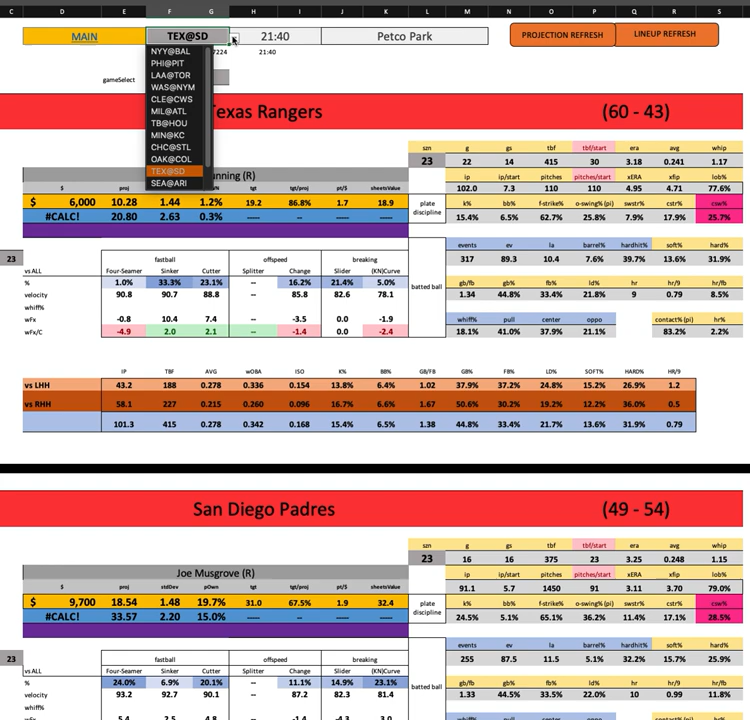 C D E F G H I J K L M N O P Q R S
MAIN TEX@SD 21:40 Petco Park PROJECTION REFRESH LINEUP REFRESH
7224 21:40
gameSelect
NYY@BAL
PHI@PIT
LAA@TOR
WAS@NYM
CLE@CWS
MIL@ATL
TB@HOU
MIN@KC
CHC@STL
OAK@COL
TEX@SD
SEA@ARI
Texas Rangers (60 - 43)
szn g gs tbf tbf/start era avg whip
23 22 14 415 30 3.18 0.241 1.17
unning (R) ip ip/start pitches pitches/start xERA xfip lob%
102.0 7.3 110 110 4.95 4.71 77.6%
$ proj tgt tgt/proj pt/$ sheetsValue
plate discipline k% bb% f-strike% o-swing% (pi) swstr% cstr% csw%
$ 6,000 10.28 1.44 1.2% 19.2 86.8% 1.7 18.9
#CALC! 20.80 2.63 0.3% ---- -- ---- ----
15.4% 6.5% 62.7% 25.8% 7.9% 17.9% 25.7%
23 fastball offspeed breaking
vs ALL Four-Seamer Sinker Cutter Splitter Change Slider (KN)Curve
% 1.0% 33.3% 23.1% -- 16.2% 21.4% 5.0%
velocity 90.8 90.7 88.8 -- 85.8 82.6 78.1
whiff%
wFx -0.8 10.4 7.4 -3.5 0.0 -1.9
wFx/C -4.9 2.0 2.1 -- -1.4 0.0 -2.4
batted ball
events ev la barrel% hardhit% soft% hard%
317 89.3 10.4 7.6% 39.7% 13.6% 31.9%
gb/fb gb% fb% ld% hr hr/9 hr/fb
1.34 44.8% 33.4% 21.8% 9 0.79 8.5%
whiff% pull center oppo contact% (pi) hr%
18.1% 41.0% 37.9% 21.1% 83.2% 2.2%
IP TBF AVG wOBA ISO K% BB% GB/FB GB% FB% LD% SOFT% HARD% HR/9
vs LHH 43.2 188 0.278 0.336 0.154 13.8% 6.4% 1.02 37.9% 37.2% 24.8% 15.2% 26.9% 1.2
vs RHH 58.1 227 0.215 0.260 0.096 16.7% 6.6% 1.67 50.6% 30.2% 19.2% 12.2% 36.0% 0.5
101.3 415 0.278 0.342 0.168 15.4% 6.5% 1.38 44.8% 33.4% 21.7% 13.6% 31.9% 0.79
San Diego Padres (49 - 54)
szn g gs tbf tbf/start era avg whip
23 16 16 375 23 3.25 0.248 1.15
Joe Musgrove (R) ip ip/start pitches pitches/start xERA xfip lob%
91.1 5.7 1450 91 3.11 3.70 79.0%
$ proj stdDev pOwn tgt tgt/proj pt/$ sheetsValue
plate discipline k% bb% f-strike% o-swing% (pi) swstr% cstr% csw%
$ 9,700 18.54 1.48 19.7% 31.0 67.5% 1.9 32.4
#CALC! 33.57 2.20 15.0% ---- -- ---- ----
24.5% 5.1% 65.1% 36.2% 11.4% 17.1% 28.5%
23 fastball offspeed breaking
vs ALL Four-Seamer Sinker Cutter Splitter Change Slider (KN)Curve
% 24.0% 6.9% 20.1% -- 11.1% 14.9% 23.1%
velocity 93.2 92.7 90.1 -- 87.2 82.3 81.4
whiff%
batted ball
events ev la barrel% hardhit% soft% hard%
255 87.5 11.5 5.1% 32.2% 15.7% 25.9%
gb/fb gb% fb% ld% hr hr/9 hr/fb
1.33 44.5% 33.5% 22.0% 10 0.99 11.8%